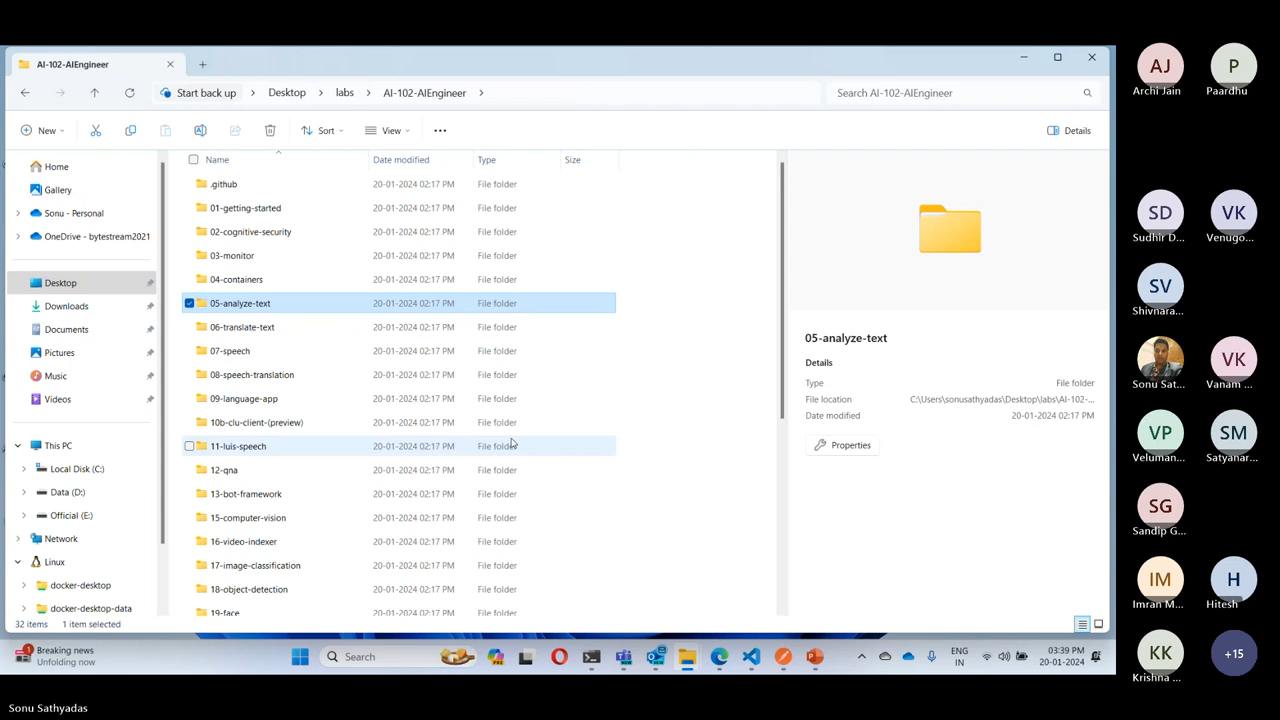 AI-102-AIEngineer
Start back up > Desktop > labs > AI-102-AIEngineer >
Search AI-102-AIEngineer
New
Sort
View
Details
Home
Gallery
Sonu - Personal
OneDrive - bytestream2021
Desktop
Downloads
Documents
Pictures
Music
Videos
This PC
Local Disk (C:)
Data (D:)
Official (E:)
Network
Linux
docker-desktop
docker-desktop-data
Name Date modified Type Size
.github 20-01-2024 02:17 PM File folder
01-getting-started 20-01-2024 02:17 PM File folder
02-cognitive-security 20-01-2024 02:17 PM File folder
03-monitor 20-01-2024 02:17 PM File folder
04-containers 20-01-2024 02:17 PM File folder
05-analyze-text 20-01-2024 02:17 PM File folder
06-translate-text 20-01-2024 02:17 PM File folder
07-speech 20-01-2024 02:17 PM File folder
08-speech-translation 20-01-2024 02:17 PM File folder
09-language-app 20-01-2024 02:17 PM File folder
10b-clu-client-(preview) 20-01-2024 02:17 PM File folder
11-luis-speech 20-01-2024 02:17 PM File folder
12-qna 20-01-2024 02:17 PM File folder
13-bot-framework 20-01-2024 02:17 PM File folder
15-computer-vision 20-01-2024 02:17 PM File folder
16-video-indexer 20-01-2024 02:17 PM File folder
17-image-classification 20-01-2024 02:17 PM File folder
18-object-detection 20-01-2024 02:17 PM File folder
19-face 20-01-2024 02:17 PM File folder
05-analyze-text
Details
Type File folder
File location C:\Users\sonusathyadas\Desktop\labs\AI-102-...
Date modified 20-01-2024 02:17 PM
Properties
32 items 1 item selected
1
Breaking news
Unfolding now
Search
ENG
IN
03:39 PM
20-01-2024
AJ
Archi Jain
P
Paardhu
SD
Sudhir D...
VK
Venugo...
SV
Shivnara...
Sonu Sat...
VK
Vanam ...
VP
Veluman...
SM
Satyanar...
SG
Sandip G...
IM
Imran M...
H
Hitesh
KK
Krishna ...
+15
Sonu Sathyadas